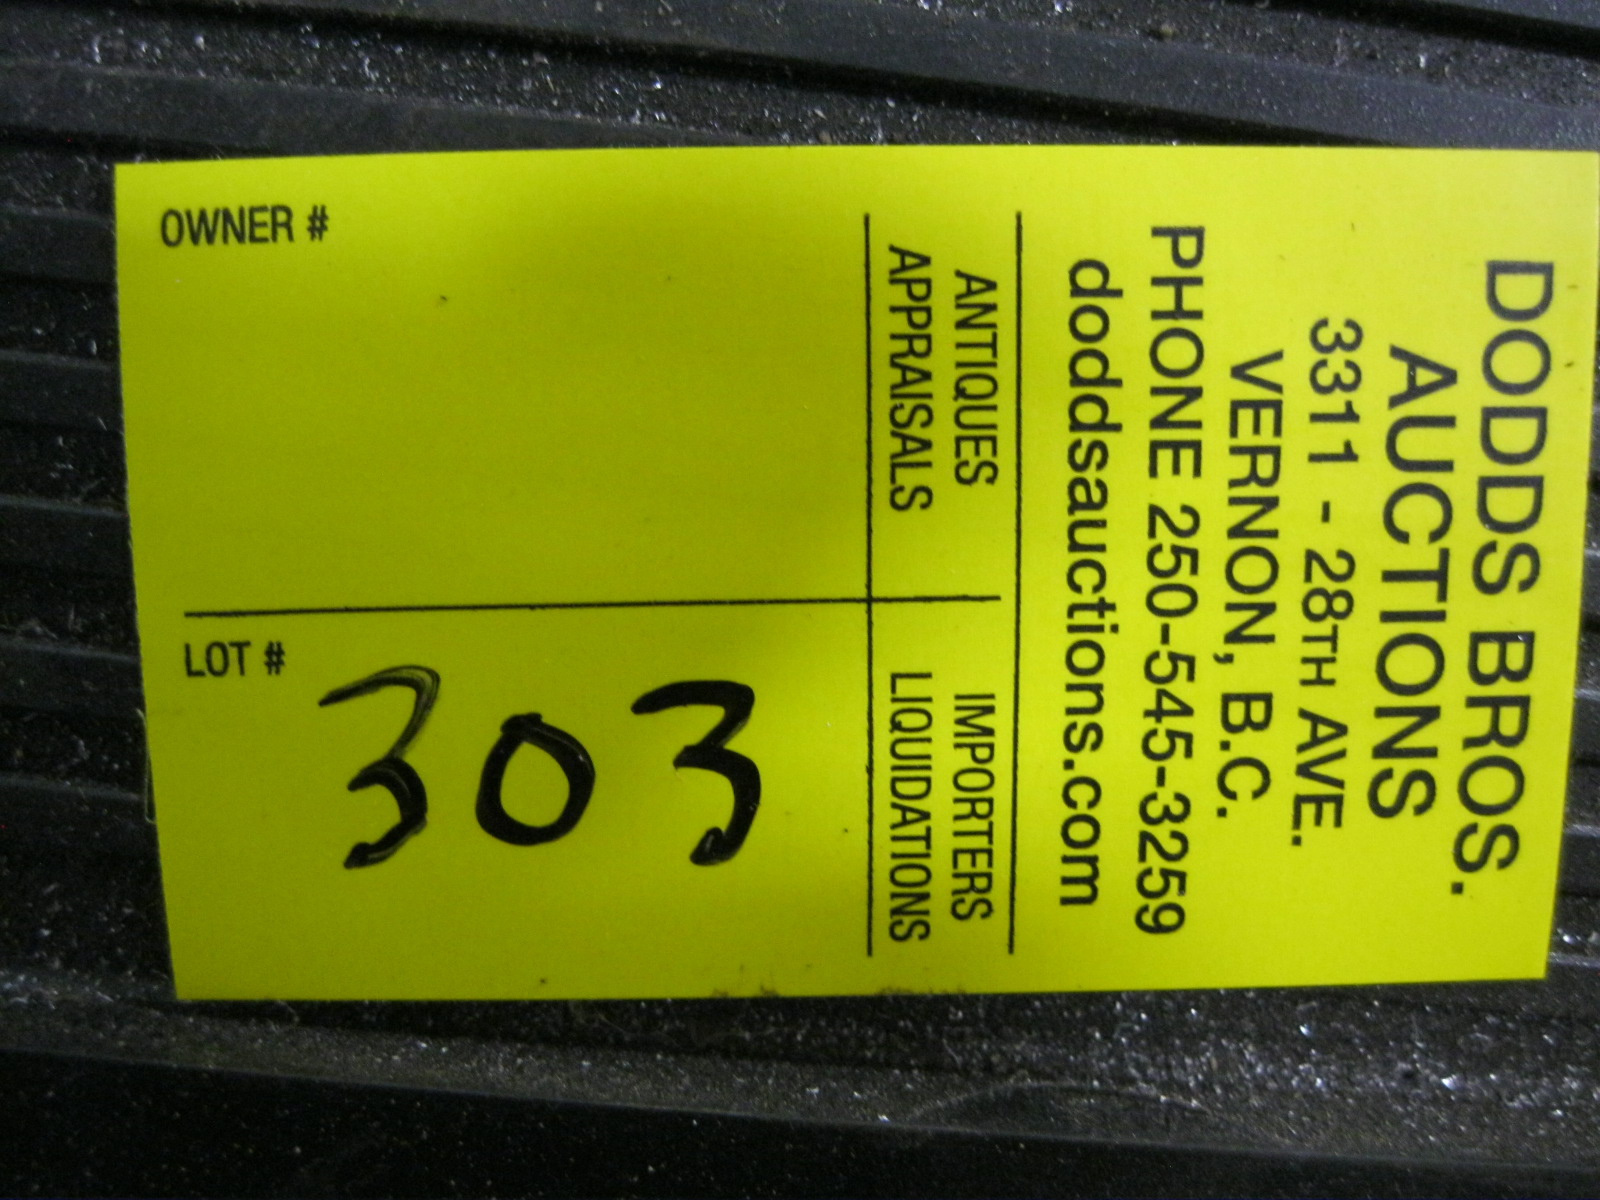 DODDS BROS.
AUCTIONS
3311 - 28TH AVE.
VERNON, B.C.
PHONE 250-545-3259
doddsauctions.com
ANTIQUES
APPRAISALS
IMPORTERS
LIQUIDATIONS
OWNER #
LOT #
303